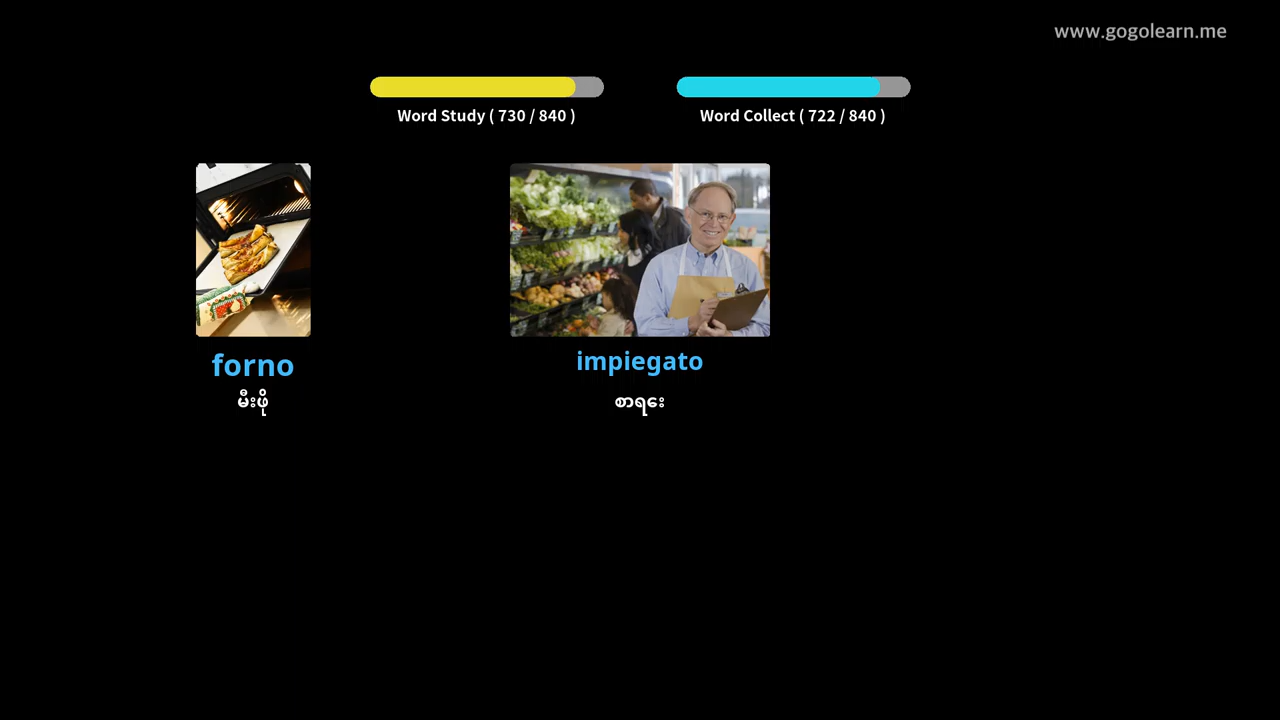 www.gogolearn.me
Word Study ( 730 / 840 )
Word Collect ( 722 / 840 )
forno
impiegato
မီးဖို
စာရေး